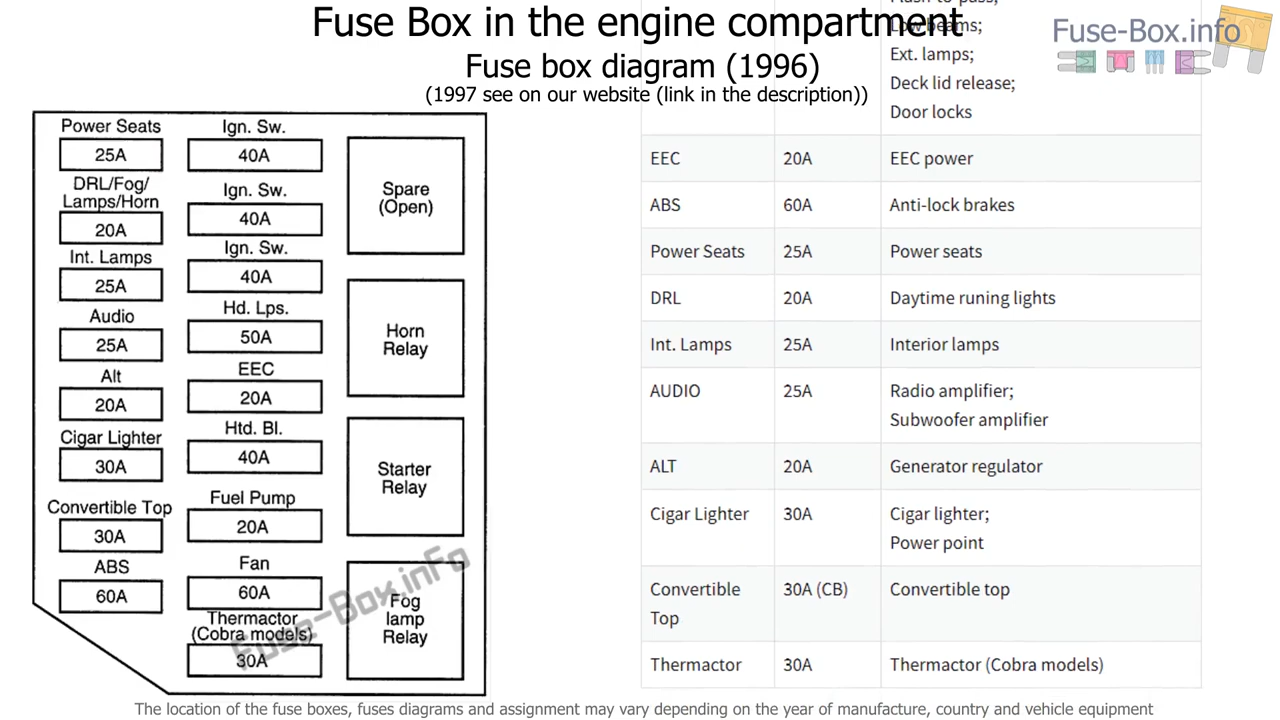 Fuse Box in the engine compartment
Fuse box diagram (1996)
(1997 see on our website (link in the description))
Fuse-Box.info
Power Seats
25A
DRL/Fog/
Lamps/Horn
20A
Int. Lamps
25A
Audio
25A
Alt
20A
Cigar Lighter
30A
Convertible Top
30A
ABS
60A
Ign. Sw.
40A
Ign. Sw.
40A
Ign. Sw.
40A
Hd. Lps.
50A
EEC
20A
Htd. Bl.
40A
Fuel Pump
20A
Fan
60A
Thermactor
(Cobra models)
30A
Spare
(Open)
Horn
Relay
Starter
Relay
Fog
lamp
Relay
Fuse-Box.inFo
Low beams;
Ext. lamps;
Deck lid release;
Door locks
EEC 20A EEC power
ABS 60A Anti-lock brakes
Power Seats 25A Power seats
DRL 20A Daytime runing lights
Int. Lamps 25A Interior lamps
AUDIO 25A Radio amplifier;
Subwoofer amplifier
ALT 20A Generator regulator
Cigar Lighter 30A Cigar lighter;
Power point
Convertible 30A (CB) Convertible top
Top
Thermactor 30A Thermactor (Cobra models)
The location of the fuse boxes, fuses diagrams and assignment may vary depending on the year of manufacture, country and vehicle equipment